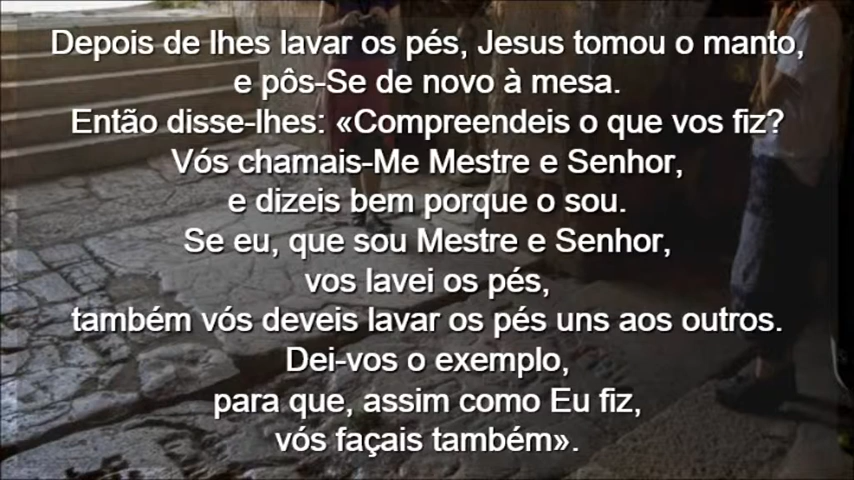 Depois de lhes lavar os pés, Jesus tomou o manto,
e pôs-Se de novo à mesa.
Então disse-lhes: «Compreendeis o que vos fiz?
Vós chamais-Me Mestre e Senhor,
e dizeis bem porque o sou.
Se eu, que sou Mestre e Senhor,
vos lavei os pés,
também vós deveis lavar os pés uns aos outros.
Dei-vos o exemplo,
para que, assim como Eu fiz,
vós façais também».